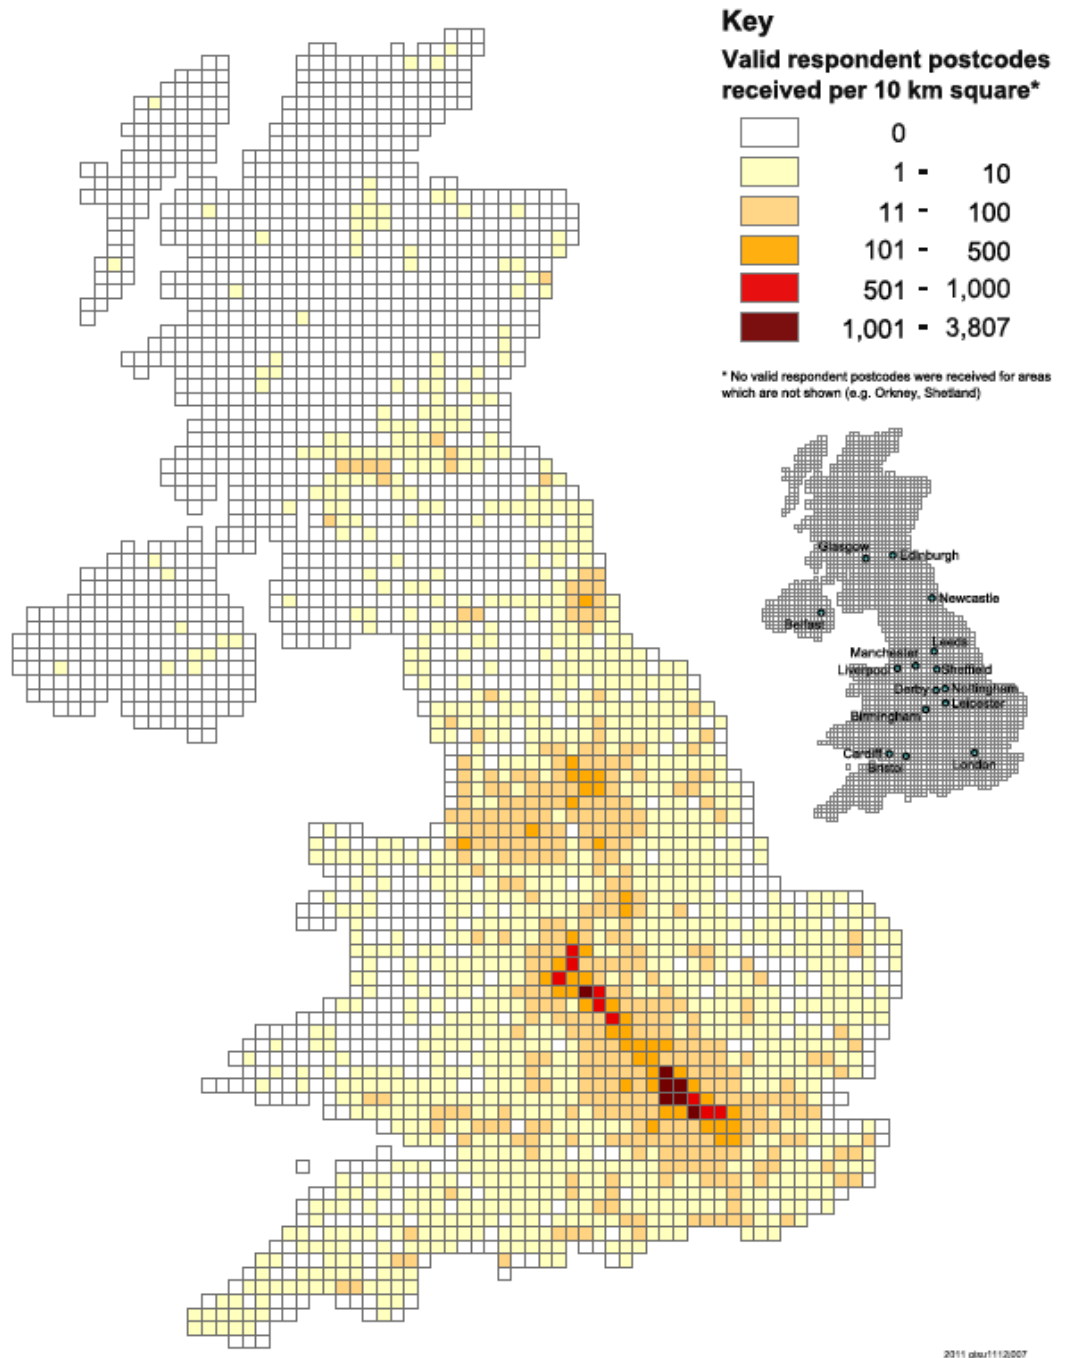 Key
Valid respondent postcodes
received per 10 km square*
0
1 - 10
11 - 100
101 - 500
501 - 1,000
1,001 - 3,807
* No valid respondent postcodes were received for areas
which are not shown (e.g. Orkney, Shetland)
Glasgow
Edinburgh
Newcastle
Belfast
Leeds
Manchester
Liverpool
Sheffield
Derby
Nottingham
Leicester
Birmingham
Cardiff
Bristol
London
2011